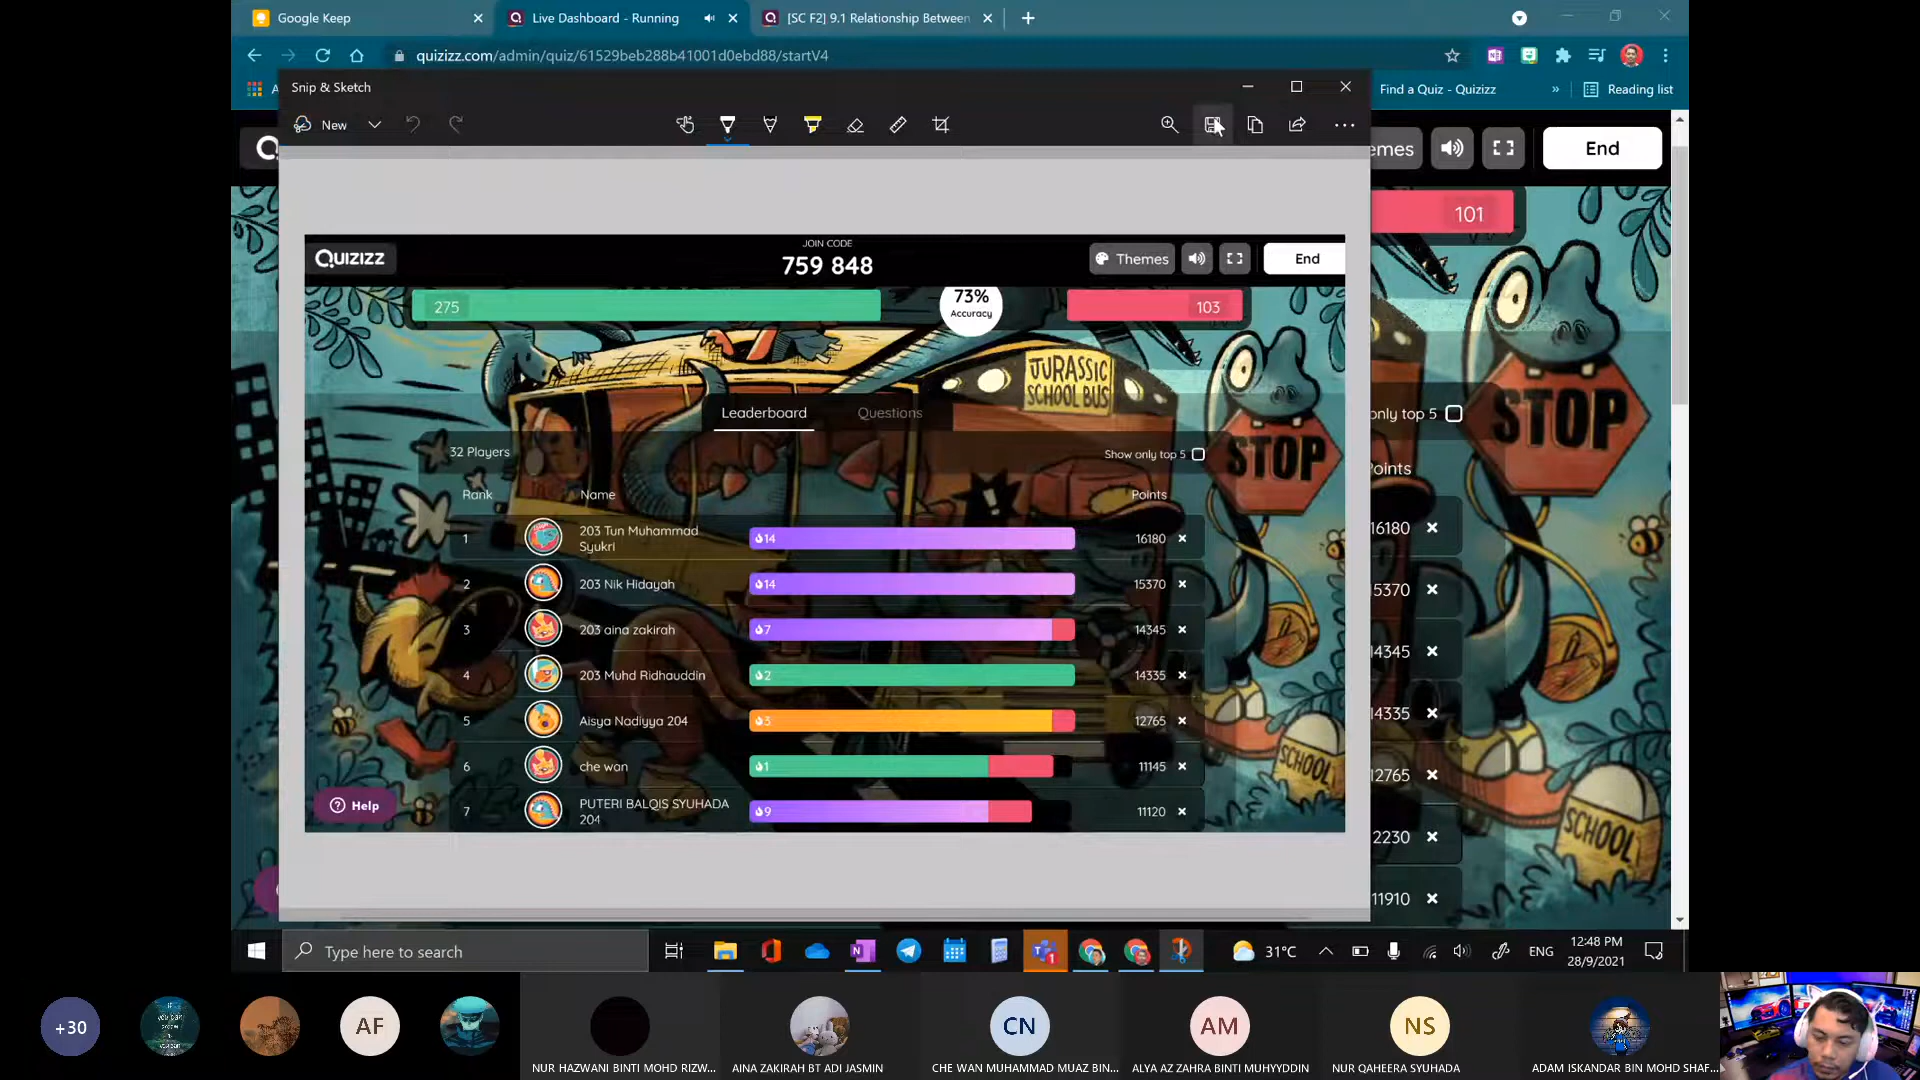 Google Keep
Live Dashboard - Running
[SC F2] 9.1 Relationship Between
quizizz.com/admin/quiz/61529beb288b41001d0ebd88/startV4
Snip & Sketch
Find a Quiz - Quizizz
»
Reading list
New
emes
End
101
QUIZIZZ
JOIN CODE
759 848
Themes
End
275
73%
Accuracy
103
JURASSIC
SCHOOL BUS
Leaderboard
Questions
STOP
STOP
only top 5
32 Players
Show only top 5
Rank
Name
Points
Points
1
203 Tun Muhammad
Syukri
14
16180
16180
2
203 Nik Hidayah
14
15370
15370
3
203 aina zakirah
7
14345
14345
4
203 Muhd Ridhauddin
2
14335
14335
5
Aisya Nadiyya 204
3
12765
12765
6
che wan
1
11145
2230
7
PUTERI BALQIS SYUHADA
204
9
11120
11910
SCHOOL
SCHOOL
Help
Type here to search
31°C
ENG
12:48 PM
28/9/2021
+30
AF
CN
AM
NS
NUR HAZWANI BINTI MOHD RIZW...
AINA ZAKIRAH BT ADI JASMIN
CHE WAN MUHAMMAD MUAZ BIN...
ALYA AZ ZAHRA BINTI MUHYYDDIN
NUR QAHEERA SYUHADA
ADAM ISKANDAR BIN MOHD SHAF...